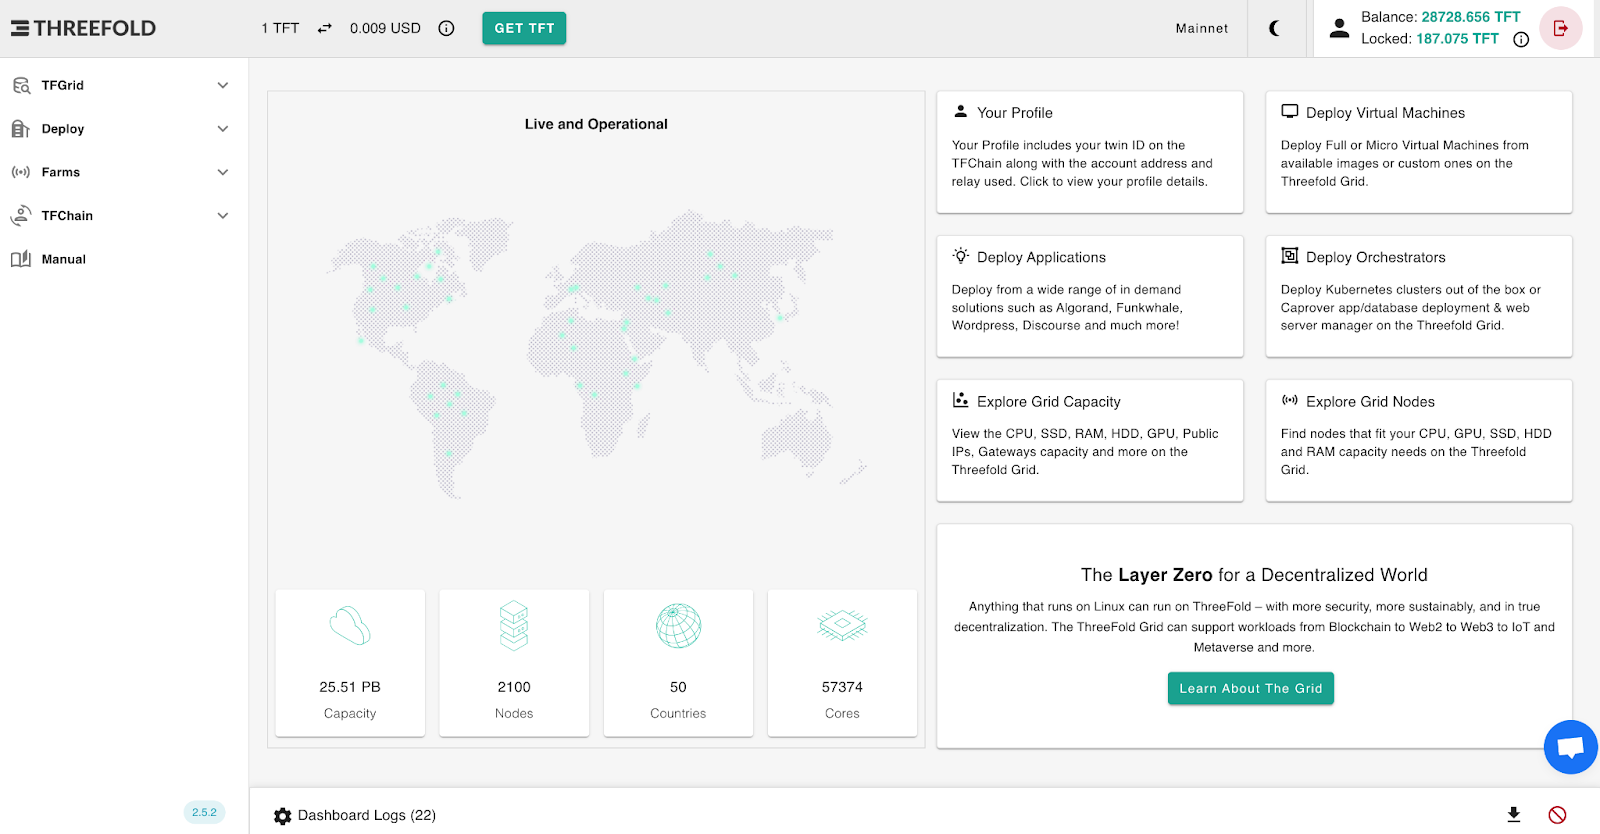 THREEFOLD
1 TFT 0.009 USD GET TFT
Mainnet
Balance: 28728.656 TFT
Locked: 187.075 TFT
TFGrid
Deploy
Farms
TFChain
Manual
2.5.2
Live and Operational
25.51 PB
Capacity
2100
Nodes
50
Countries
57374
Cores
Your Profile
Your Profile includes your twin ID on the
TFChain along with the account address and
relay used. Click to view your profile details.
Deploy Virtual Machines
Deploy Full or Micro Virtual Machines from
available images or custom ones on the
Threefold Grid.
Deploy Applications
Deploy from a wide range of in demand
solutions such as Algorand, Funkwhale,
Wordpress, Discourse and much more!
Deploy Orchestrators
Deploy Kubernetes clusters out of the box or
Caprover app/database deployment & web
server manager on the Threefold Grid.
Explore Grid Capacity
View the CPU, SSD, RAM, HDD, GPU, Public
IPs, Gateways capacity and more on the
Threefold Grid.
Explore Grid Nodes
Find nodes that fit your CPU, GPU, SSD, HDD
and RAM capacity needs on the Threefold
Grid.
The Layer Zero for a Decentralized World
Anything that runs on Linux can run on ThreeFold – with more security, more sustainably, and in true
decentralization. The ThreeFold Grid can support workloads from Blockchain to Web2 to Web3 to IoT and
Metaverse and more.
Learn About The Grid
Dashboard Logs (22)